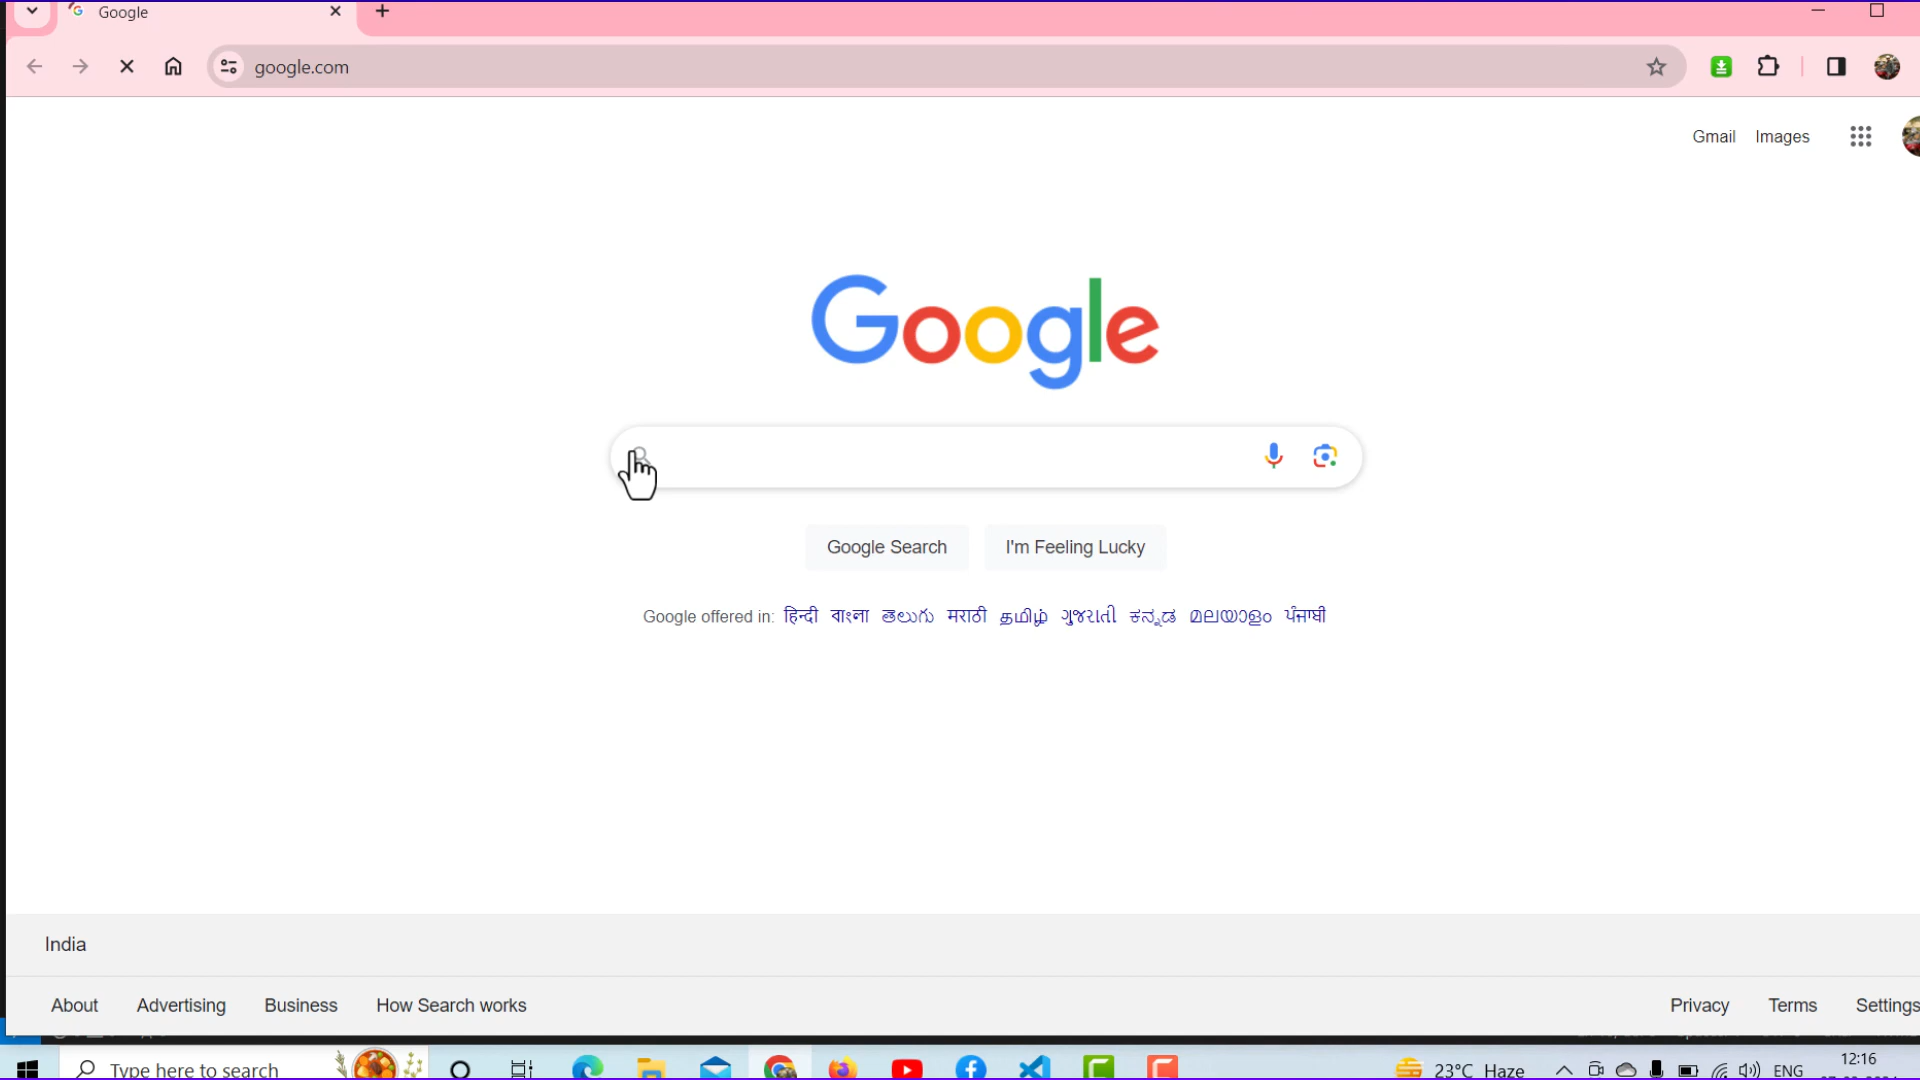 Google
google.com
Gmail Images
Google
Google Search I'm Feeling Lucky
Google offered in: हिन्दी বাংলা తెలుగు मराठी தமிழ் ગુજરાતી ಕನ್ನಡ മലയാളം ਪੰਜਾਬੀ
India
About Advertising Business How Search works Privacy Terms Settings
Type here to search 23°C Haze ENG 12:16